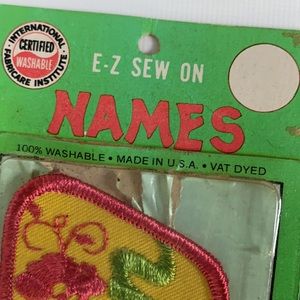 INTERNATIONAL
CERTIFIED
WASHABLE
FABRICARE INSTITUTE
E-Z SEW ON
NAMES
100% WASHABLE • MADE IN U.S.A. • VAT DYED